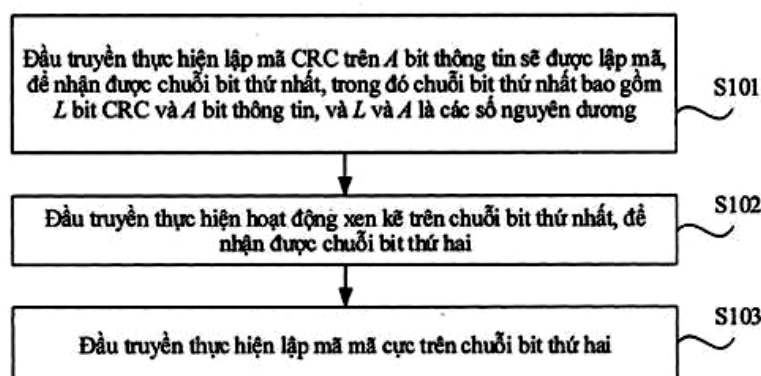 Đầu truyền thực hiện lập mã CRC trên A bit thông tin sẽ được lập mã,
để nhận được chuỗi bit thứ nhất, trong đó chuỗi bit thứ nhất bao gồm
L bit CRC và A bit thông tin, và L và A là các số nguyên dương
S101
Đầu truyền thực hiện hoạt động xen kẽ trên chuỗi bit thứ nhất, để
nhận được chuỗi bit thứ hai
S102
Đầu truyền thực hiện lập mã mã cực trên chuỗi bit thứ hai
S103